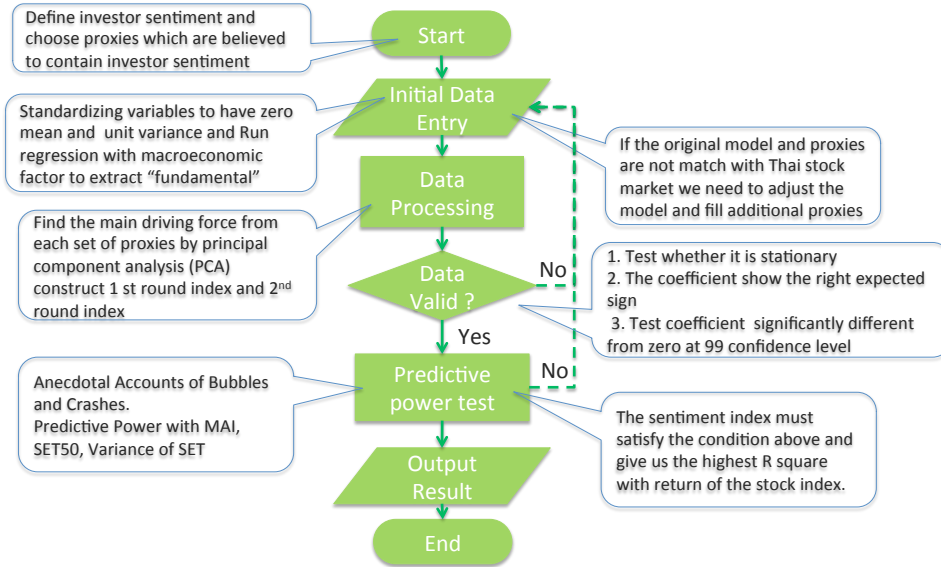 Define investor sentiment and
choose proxies which are believed
to contain investor sentiment
Start
Standardizing variables to have zero
mean and unit variance and Run
regression with macroeconomic
factor to extract “fundamental”
Initial Data
Entry
If the original model and proxies
are not match with Thai stock
market we need to adjust the
model and fill additional proxies
Data
Processing
Find the main driving force from
each set of proxies by principal
component analysis (PCA)
construct 1 st round index and 2nd
round index
Data
Valid ?
No
1. Test whether it is stationary
2. The coefficient show the right expected
sign
3. Test coefficient significantly different
from zero at 99 confidence level
Yes
Anecdotal Accounts of Bubbles
and Crashes.
Predictive Power with MAI,
SET50, Variance of SET
Predictive
power test
No
The sentiment index must
satisfy the condition above and
give us the highest R square
with return of the stock index.
Output
Result
End